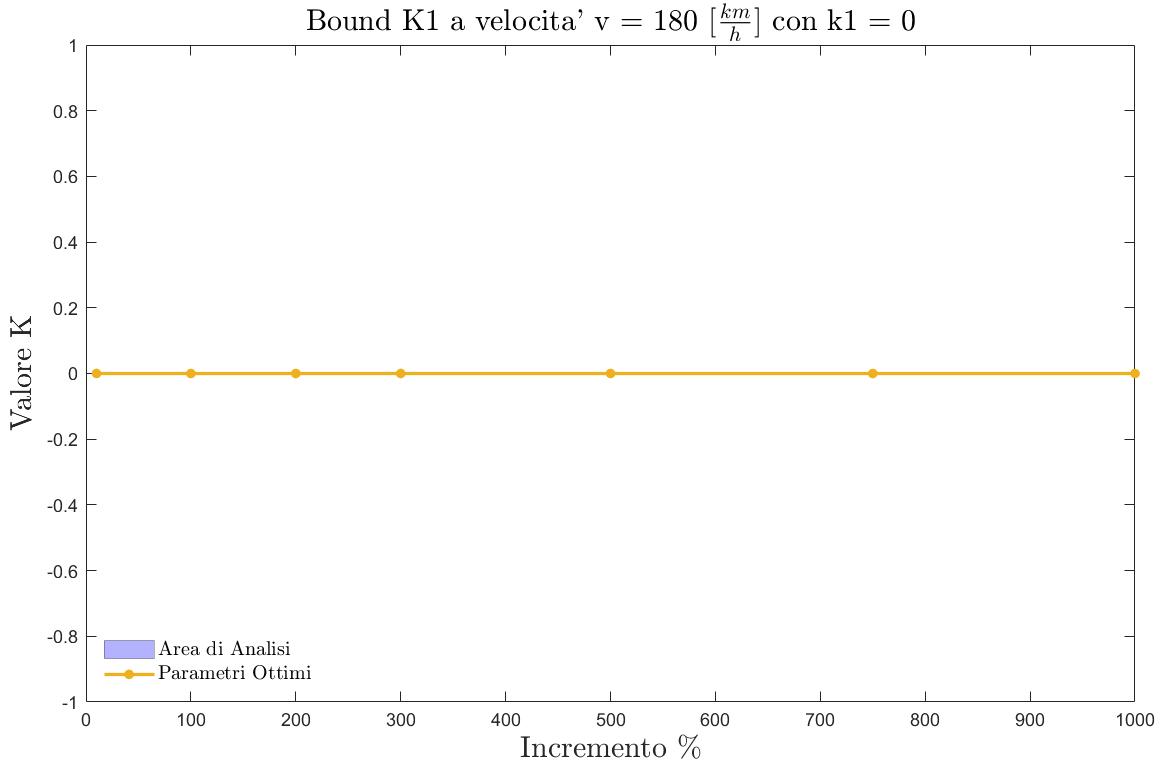 Bound K1 a velocita' v = 180 [km/h] con k1 = 0
1
0.8
0.6
0.4
0.2
0
-0.2
-0.4
-0.6
-0.8
-1
Valore K
Area di Analisi
Parametri Ottimi
0 100 200 300 400 500 600 700 800 900 1000
Incremento %